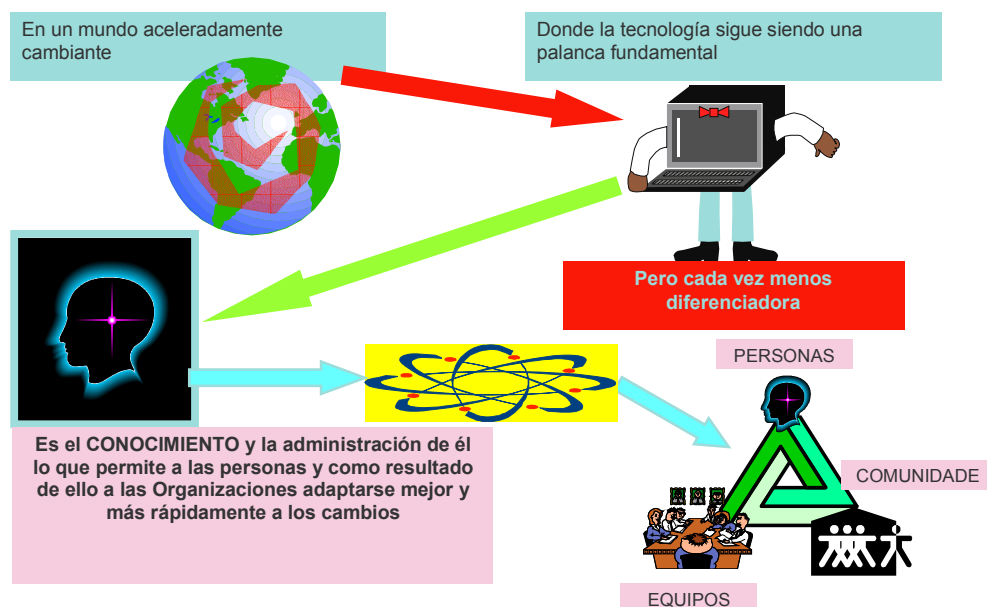 En un mundo aceleradamente
cambiante
Donde la tecnología sigue siendo una
palanca fundamental
Pero cada vez menos
diferenciadora
Es el CONOCIMIENTO y la administración de él
lo que permite a las personas y como resultado
de ello a las Organizaciones adaptarse mejor y
más rápidamente a los cambios
PERSONAS
COMUNIDADE
EQUIPOS